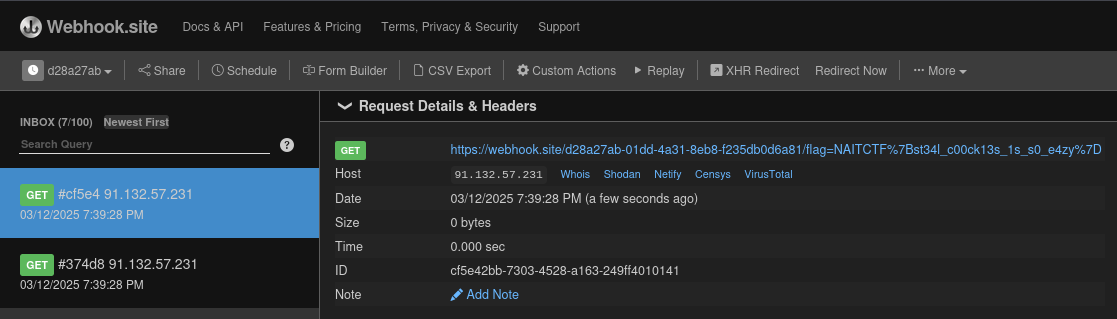 Webhook.site Docs & API Features & Pricing Terms, Privacy & Security Support
d28a27ab Share Schedule Form Builder CSV Export Custom Actions Replay XHR Redirect Redirect Now ··· More
INBOX (7/100) Newest First
Search Query ?
GET #cf5e4 91.132.57.231
03/12/2025 7:39:28 PM
GET #374d8 91.132.57.231
03/12/2025 7:39:28 PM
Request Details & Headers
GET https://webhook.site/d28a27ab-01dd-4a31-8eb8-f235db0d6a81/flag=NAITCTF%7Bst34l_c00ck13s_1s_s0_e4zy%7D
Host 91.132.57.231 Whois Shodan Netify Censys VirusTotal
Date 03/12/2025 7:39:28 PM (a few seconds ago)
Size 0 bytes
Time 0.000 sec
ID cf5e42bb-7303-4528-a163-249ff4010141
Note Add Note